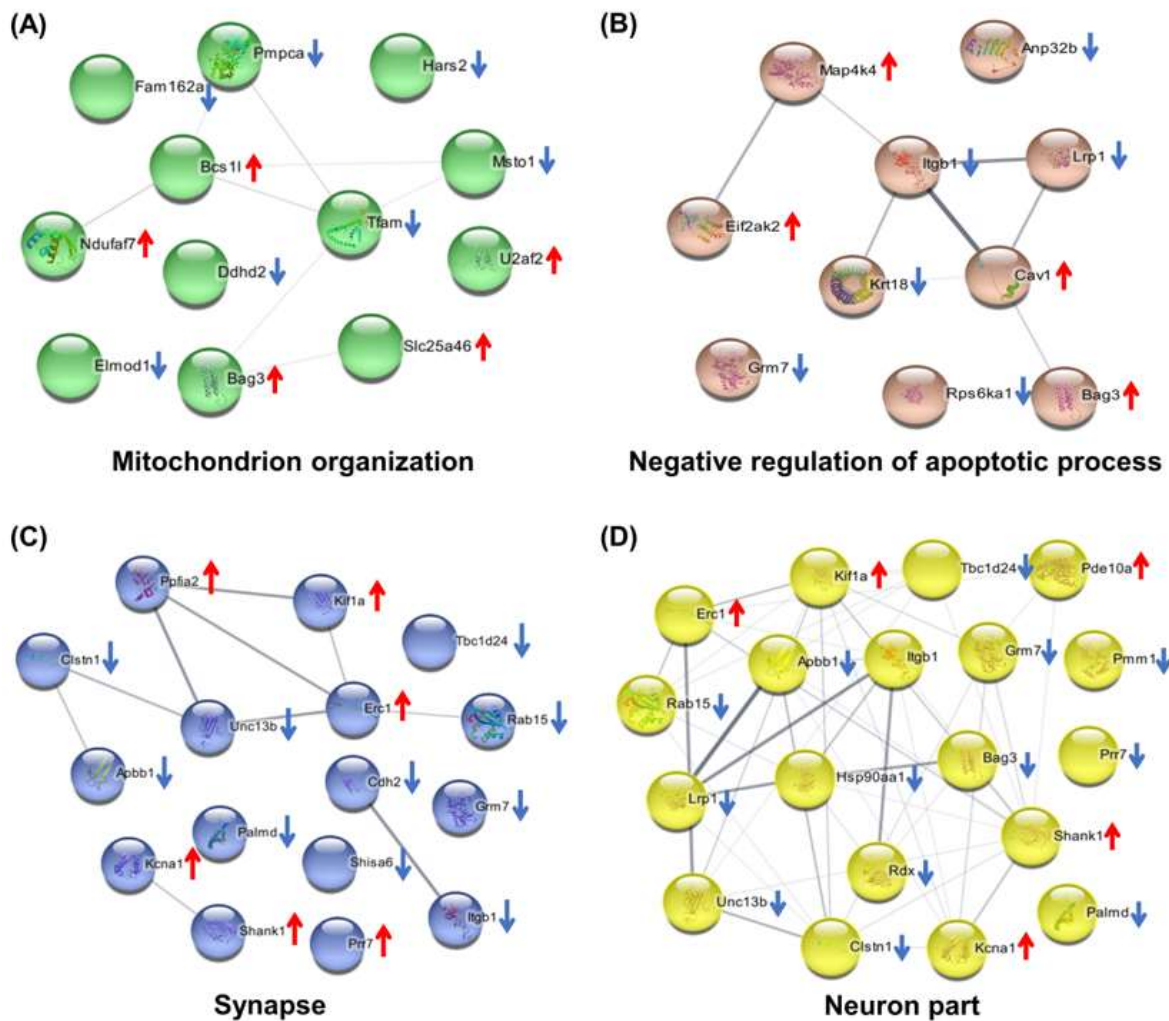 (A)
Pmpca
Hars2
Fam162a
Bcs1l
Msto1
Tfam
Ndufaf7
U2af2
Ddhd2
Slc25a46
Elmod1
Bag3
Mitochondrion organization
(B)
Anp32b
Map4k4
Itgb1
Lrp1
Eif2ak2
Krt18
Cav1
Grm7
Rps6ka1
Bag3
Negative regulation of apoptotic process
(C)
Ppfia2
Kif1a
Tbc1d24
Clstn1
Erc1
Unc13b
Rab15
Apbb1
Cdh2
Grm7
Palmd
Kcna1
Shisa6
Itgb1
Shank1
Prr7
Synapse
(D)
Kif1a
Tbc1d24
Pde10a
Erc1
Apbb1
Itgb1
Grm7
Pmm1
Rab15
Bag3
Prr7
Hsp90aa1
Lrp1
Shank1
Rdx
Unc13b
Palmd
Clstn1
Kcna1
Neuron part